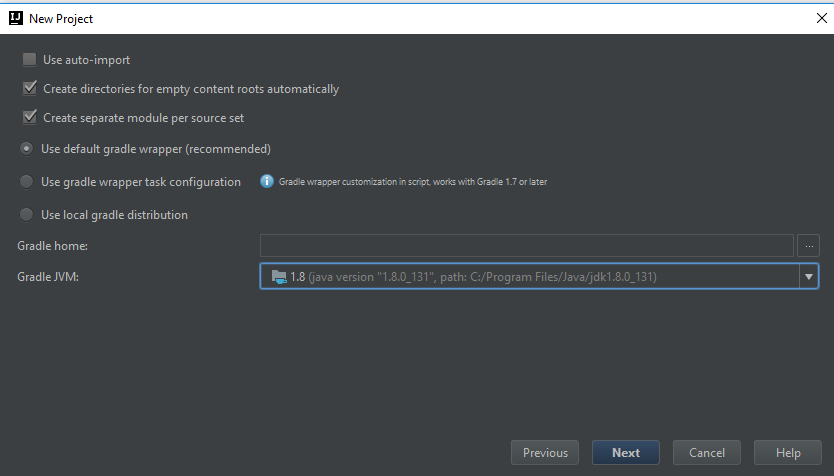 IJ New Project
Use auto-import
Create directories for empty content roots automatically
Create separate module per source set
Use default gradle wrapper (recommended)
Use gradle wrapper task configuration i Gradle wrapper customization in script, works with Gradle 1.7 or later
Use local gradle distribution
Gradle home: ...
Gradle JVM: 1.8 (java version "1.8.0_131", path: C:/Program Files/Java/jdk1.8.0_131)
Previous Next Cancel Help